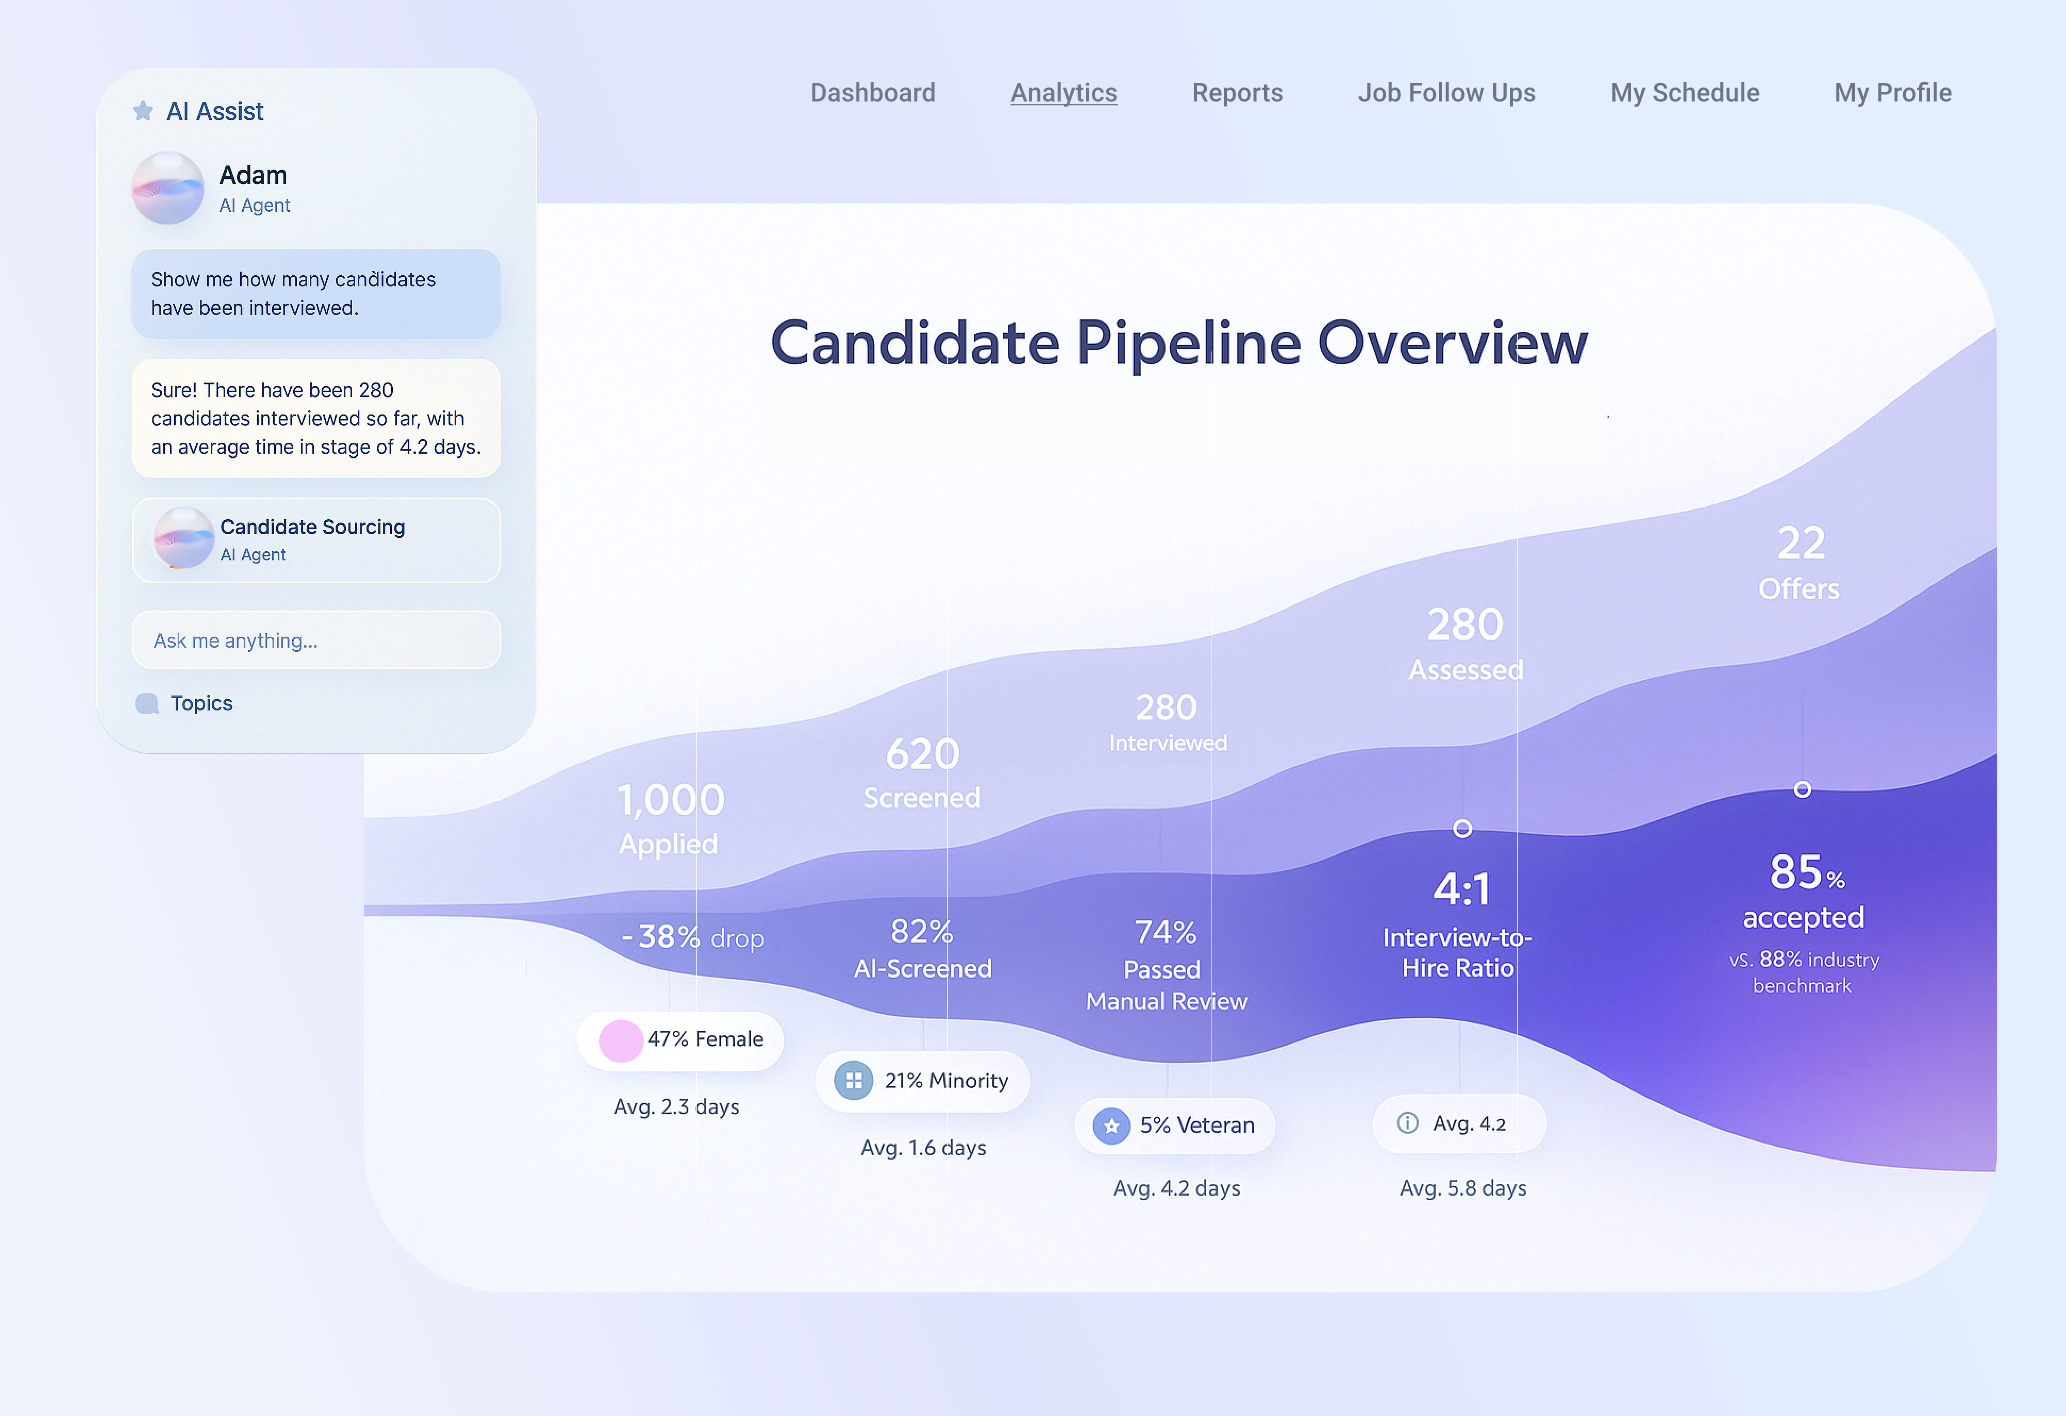 Dashboard Analytics Reports Job Follow Ups My Schedule My Profile
AI Assist
Adam
AI Agent
Show me how many candidates
have been interviewed.
Sure! There have been 280
candidates interviewed so far, with
an average time in stage of 4.2 days.
Candidate Sourcing
AI Agent
Ask me anything...
Topics
Candidate Pipeline Overview
1,000
Applied
620
Screened
280
Interviewed
280
Assessed
22
Offers
-38% drop
82%
AI-Screened
74%
Passed
Manual Review
4:1
Interview-to-
Hire Ratio
85%
accepted
vs. 88% industry
benchmark
47% Female
Avg. 2.3 days
21% Minority
Avg. 1.6 days
5% Veteran
Avg. 4.2 days
Avg. 4.2
Avg. 5.8 days